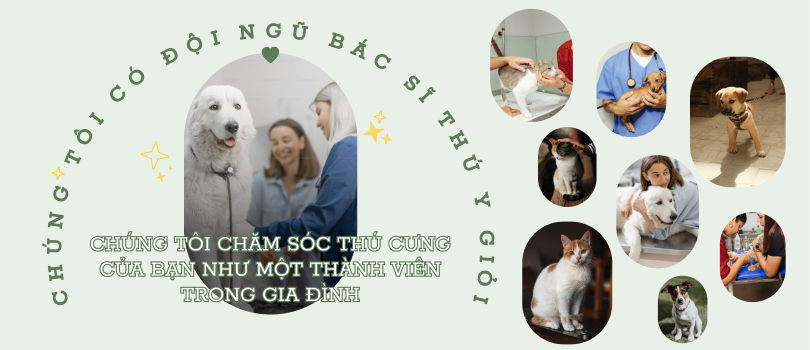 CHÚNG TÔI CÓ ĐỘI NGŨ BÁC SĨ THÚ Y GIỎI
CHÚNG TÔI CHĂM SÓC THÚ CƯNG
CỦA BẠN NHƯ MỘT THÀNH VIÊN
TRONG GIA ĐÌNH